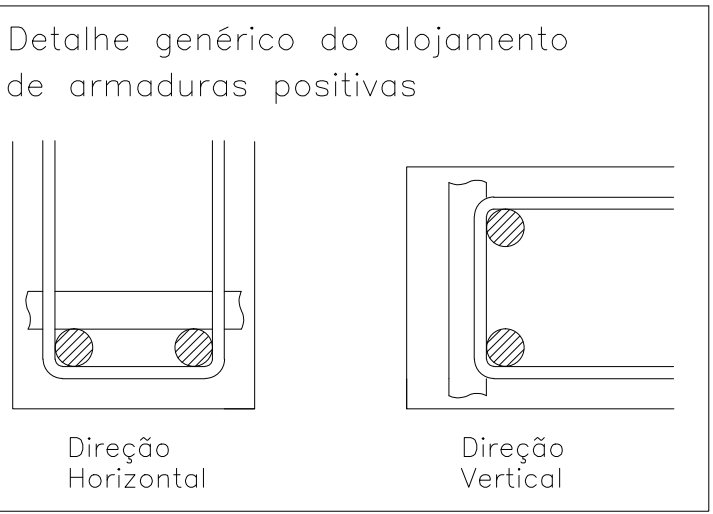 Detalhe genérico do alojamento
de armaduras positivas
Direção
Horizontal
Direção
Vertical